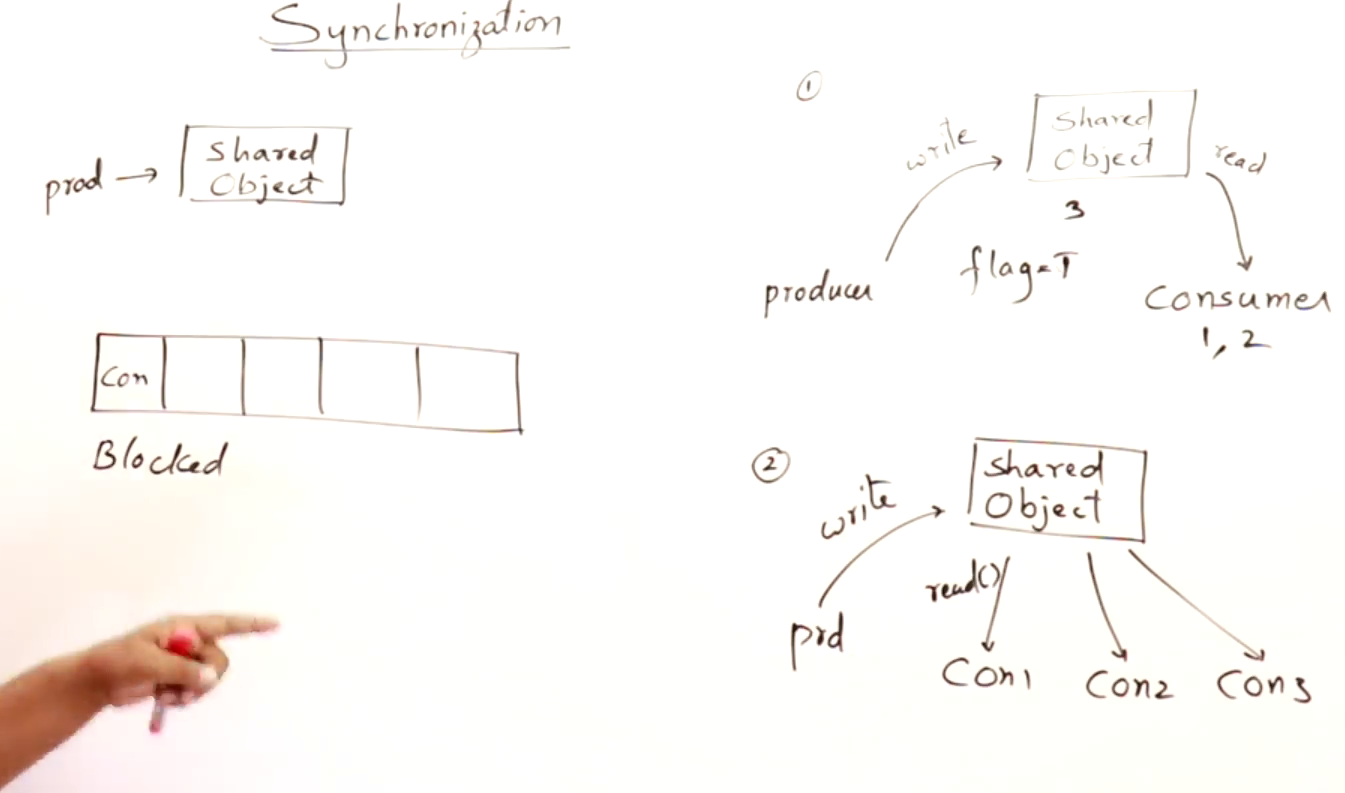 Synchronization
prod
Shared
Object
Con
Blocked
1
write
Shared
Object
read
3
flag=T
producer
Consumer
1, 2
2
write
Shared
Object
read()
prd
Con1 Con2 Con3